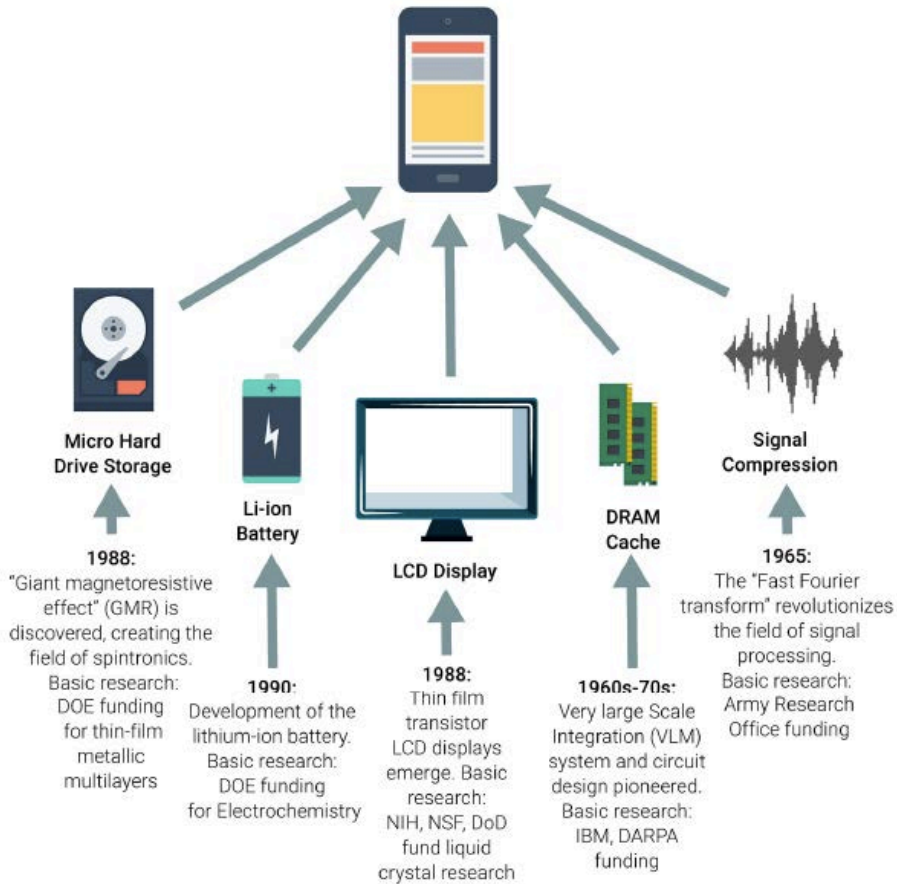 Micro Hard
Drive Storage
1988:
"Giant magnetoresistive
effect" (GMR) is
discovered, creating the
field of spintronics.
Basic research:
DOE funding
for thin-film
metallic
multilayers
Li-ion
Battery
1990:
Development of the
lithium-ion battery.
Basic research:
DOE funding
for Electrochemistry
LCD Display
1988:
Thin film
transistor
LCD displays
emerge. Basic
research:
NIH, NSF, DoD
fund liquid
crystal research
DRAM
Cache
1960s-70s:
Very large Scale
Integration (VLM)
system and circuit
design pioneered.
Basic research:
IBM, DARPA
funding
Signal
Compression
1965:
The "Fast Fourier
transform" revolutionizes
the field of signal
processing.
Basic research:
Army Research
Office funding